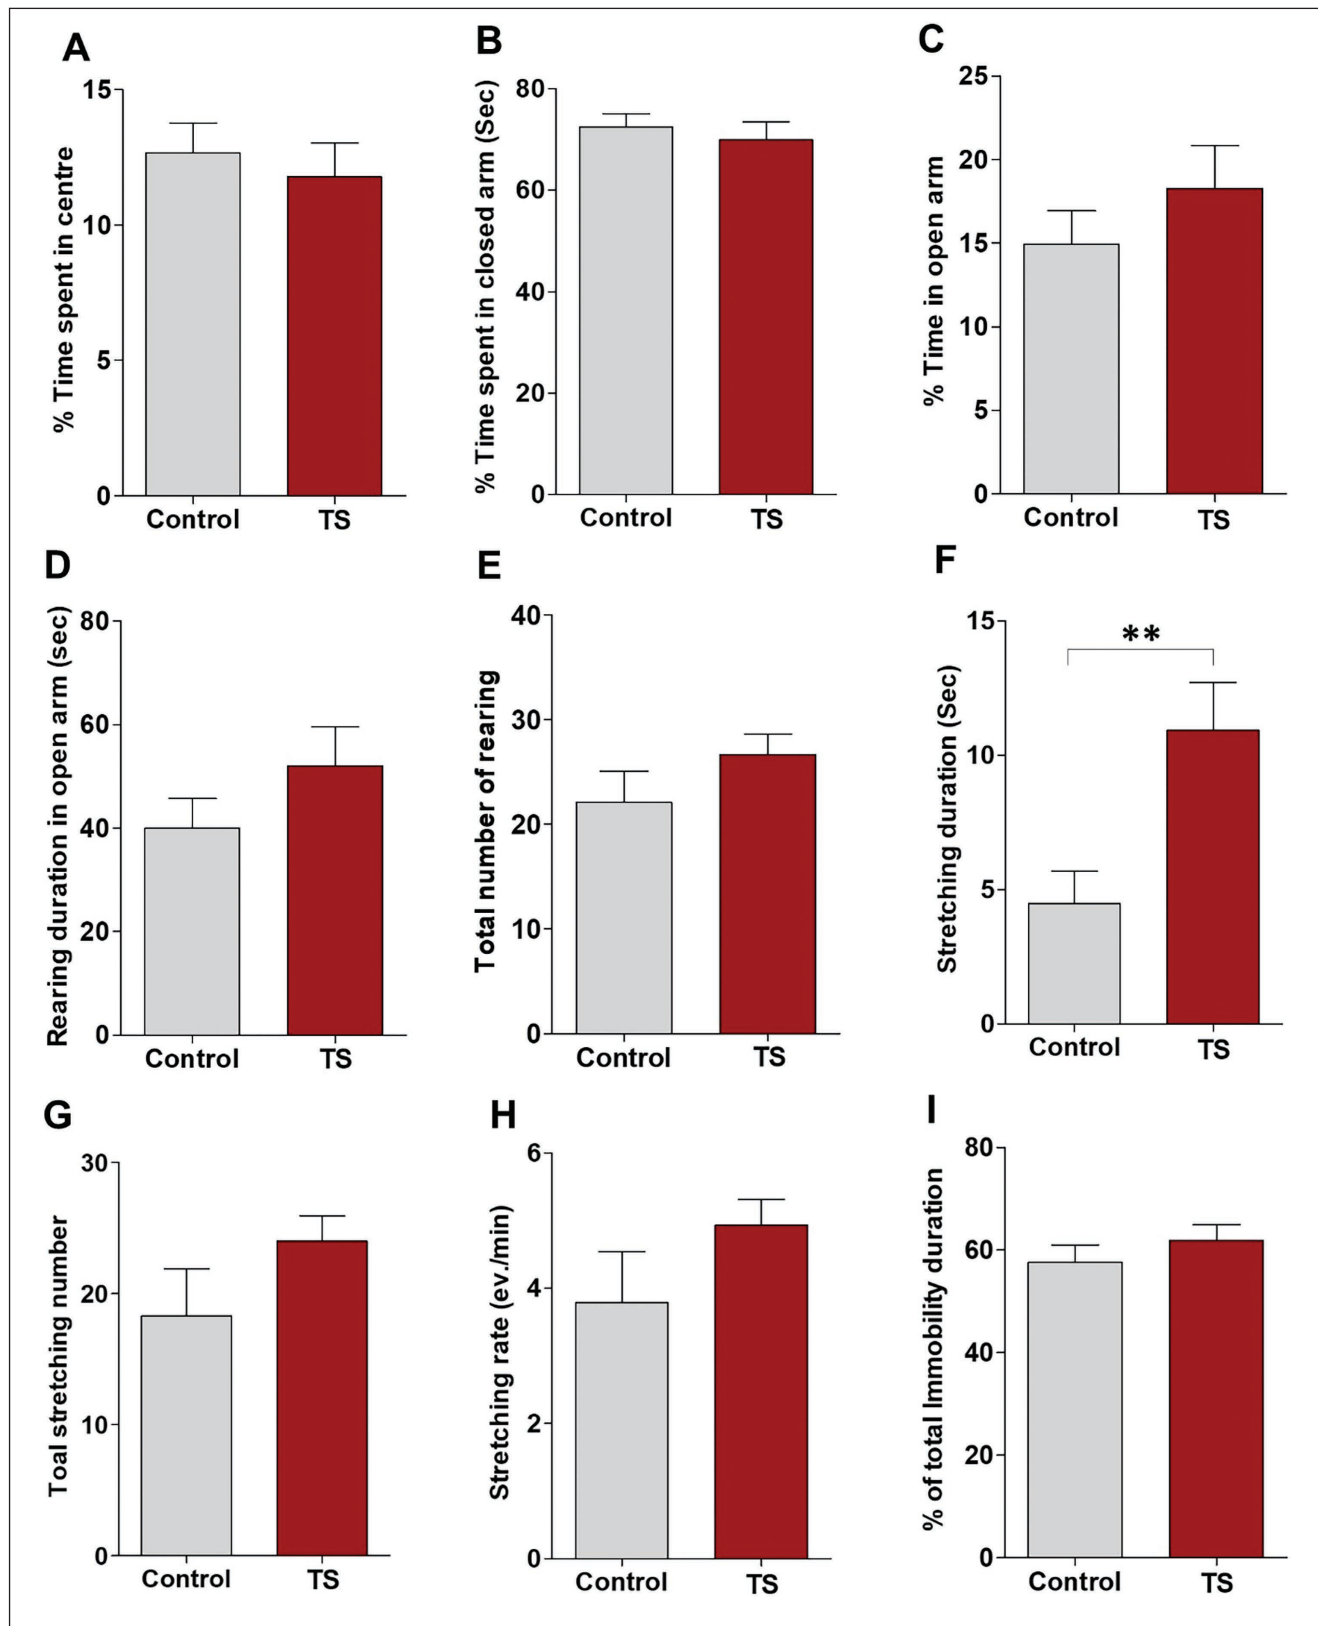 A
% Time spent in centre
15
10
5
0
Control TS
B
% Time spent in closed arm (Sec)
80
60
40
20
0
Control TS
C
% Time in open arm
25
20
15
10
5
0
Control TS
D
Rearing duration in open arm (sec)
80
60
40
20
0
Control TS
E
Total number of rearing
40
30
20
10
0
Control TS
F
Stretching duration (Sec)
15
10
5
0
**
Control TS
G
Toal stretching number
30
20
10
0
Control TS
H
Stretching rate (ev./min)
6
4
2
0
Control TS
I
% of total Immobility duration
80
60
40
20
0
Control TS